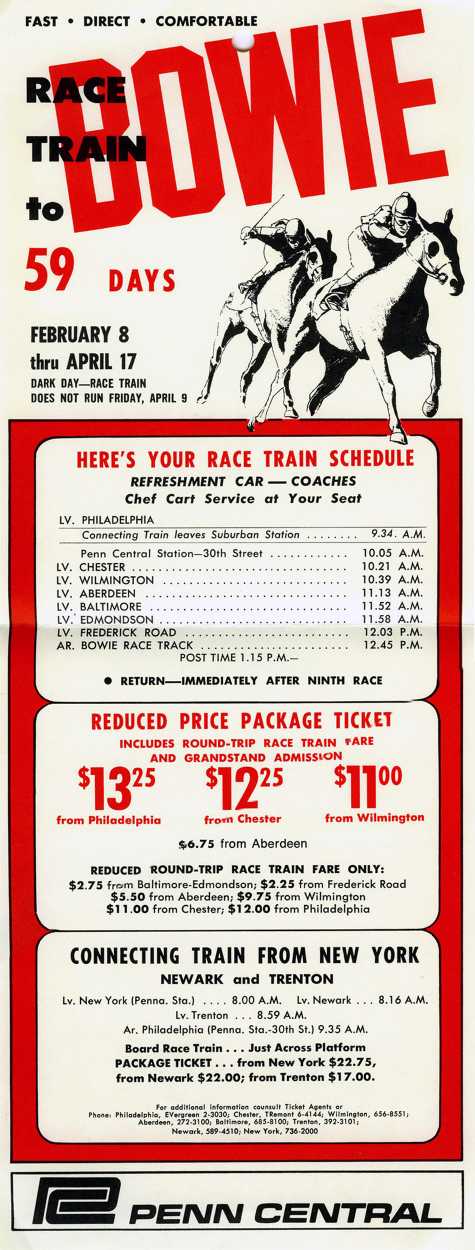 FAST • DIRECT • COMFORTABLE
BOWIE
RACE
TRAIN
to
59 DAYS
FEBRUARY 8
thru APRIL 17
DARK DAY—RACE TRAIN
DOES NOT RUN FRIDAY, APRIL 9
HERE'S YOUR RACE TRAIN SCHEDULE
REFRESHMENT CAR — COACHES
Chef Cart Service at Your Seat
LV. PHILADELPHIA
Connecting Train leaves Suburban Station ........ 9.34. A.M.
Penn Central Station—30th Street ............ 10.05 A.M.
LV. CHESTER ................................. 10.21 A.M.
LV. WILMINGTON ............................. 10.39 A.M.
LV. ABERDEEN ............................... 11.13 A.M.
LV. BALTIMORE .............................. 11.52 A.M.
LV. EDMONDSON .............................. 11.58 A.M.
LV. FREDERICK ROAD ......................... 12.03 P.M.
AR. BOWIE RACE TRACK ....................... 12.45 P.M.
POST TIME 1.15 P.M.—
• RETURN—IMMEDIATELY AFTER NINTH RACE
REDUCED PRICE PACKAGE TICKET
INCLUDES ROUND-TRIP RACE TRAIN FARE
AND GRANDSTAND ADMISSION
$13.25 $12.25 $11.00
from Philadelphia from Chester from Wilmington
$6.75 from Aberdeen
REDUCED ROUND-TRIP RACE TRAIN FARE ONLY:
$2.75 from Baltimore-Edmondson; $2.25 from Frederick Road
$5.50 from Aberdeen; $9.75 from Wilmington
$11.00 from Chester; $12.00 from Philadelphia
CONNECTING TRAIN FROM NEW YORK
NEWARK and TRENTON
Lv. New York (Penna. Sta.) .... 8.00 A.M. Lv. Newark ... 8.16 A.M.
Lv. Trenton ... 8.59 A.M.
Ar. Philadelphia (Penna. Sta.-30th St.) 9.35 A.M.
Board Race Train ... Just Across Platform
PACKAGE TICKET ... from New York $22.75,
from Newark $22.00; from Trenton $17.00.
For additional information counsult Ticket Agents or
Phone: Philadelphia, EVergreen 2-3030; Chester, TRemont 6-4144; Wilmington, 656-8551;
Aberdeen, 272-3100; Baltimore, 685-8100; Trenton, 392-3101;
Newark, 589-4510; New York, 736-2000
PENN CENTRAL